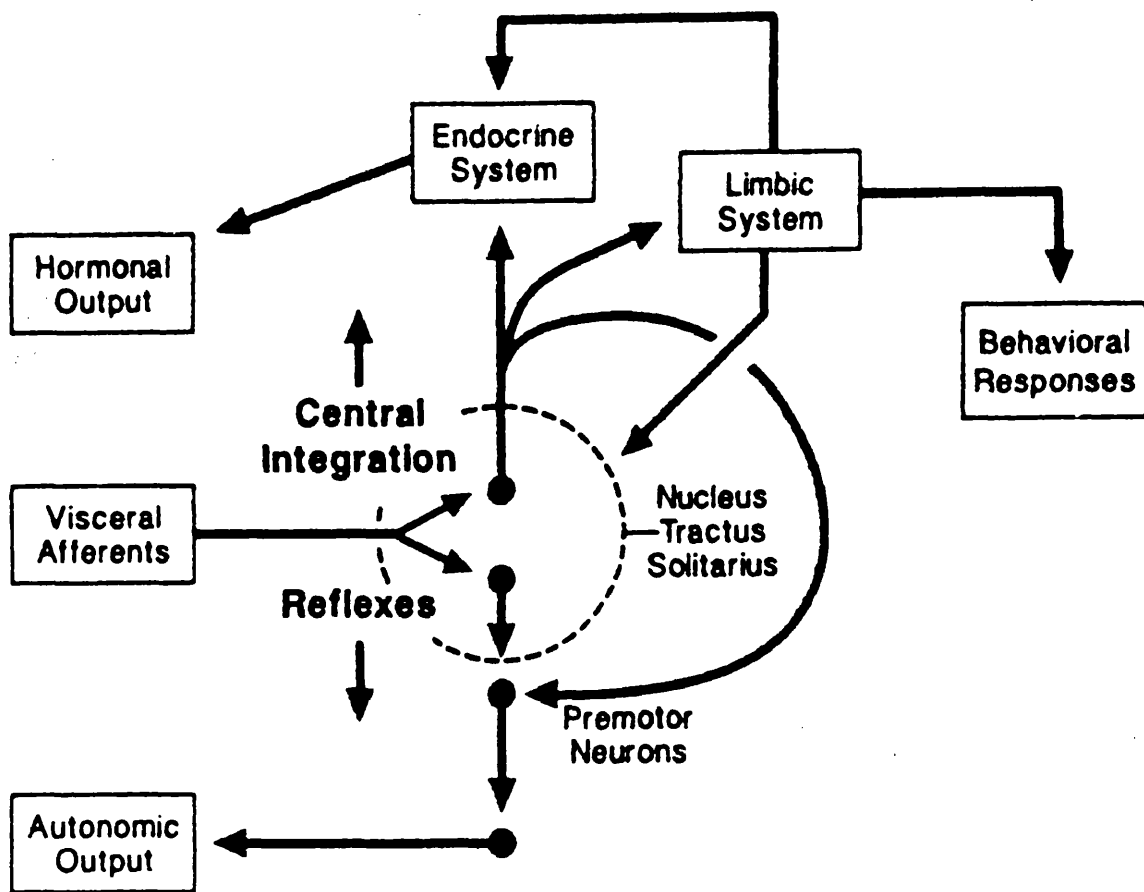 Endocrine
System
Limbic
System
Hormonal
Output
Behavioral
Responses
Central
Integration
Visceral
Afferents
Nucleus
Tractus
Solitarius
Reflexes
Premotor
Neurons
Autonomic
Output